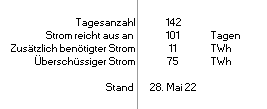 Tagesanzahl 142
Strom reicht aus an 101 Tagen
Zusätzlich benötigter Strom 11 TWh
Überschüssiger Strom 75 TWh
Stand 28. Mai 22